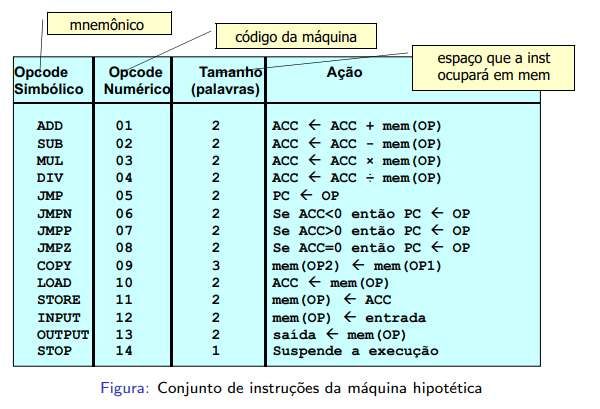 mnemônico
código da máquina
espaço que a inst
ocupará em mem
Opcode Opcode Tamanho Ação
Simbólico Numérico (palavras)
ADD 01 2 ACC ← ACC + mem(OP)
SUB 02 2 ACC ← ACC - mem(OP)
MUL 03 2 ACC ← ACC × mem(OP)
DIV 04 2 ACC ← ACC ÷ mem(OP)
JMP 05 2 PC ← OP
JMPN 06 2 Se ACC<0 então PC ← OP
JMPP 07 2 Se ACC>0 então PC ← OP
JMPZ 08 2 Se ACC=0 então PC ← OP
COPY 09 3 mem(OP2) ← mem(OP1)
LOAD 10 2 ACC ← mem(OP)
STORE 11 2 mem(OP) ← ACC
INPUT 12 2 mem(OP) ← entrada
OUTPUT 13 2 saída ← mem(OP)
STOP 14 1 Suspende a execução
Figura: Conjunto de instruções da máquina hipotética